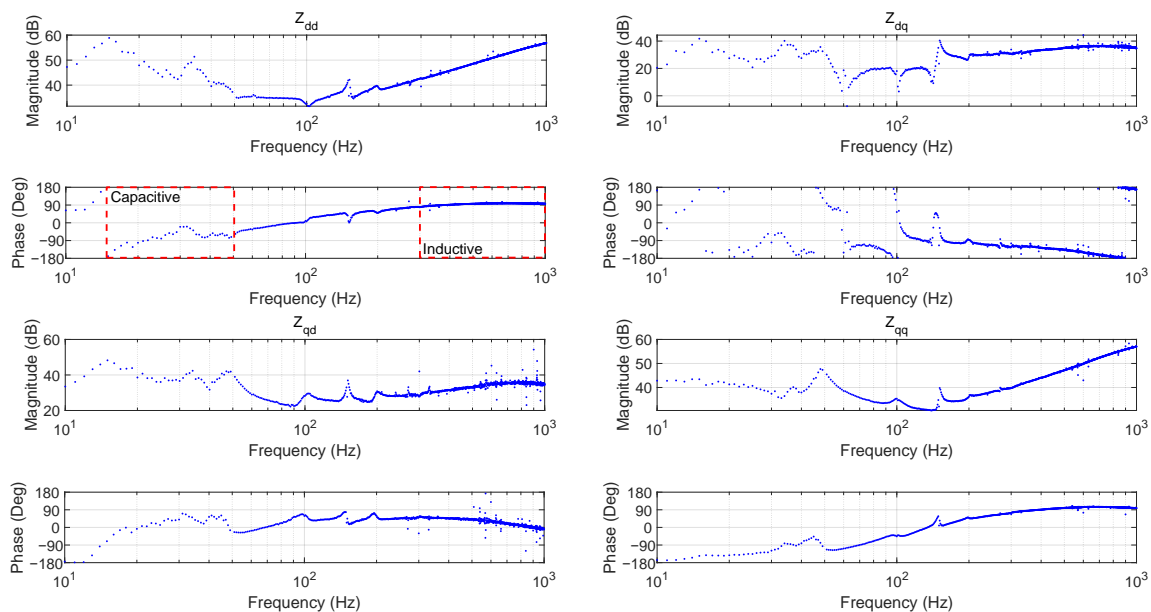 Z_dd
Magnitude (dB)
60
50
40
10^1
10^2
10^3
Frequency (Hz)
Z_dq
Magnitude (dB)
40
20
0
10^1
10^2
10^3
Frequency (Hz)
Phase (Deg)
180
90
0
-90
-180
Capacitive
Inductive
10^1
10^2
10^3
Frequency (Hz)
Phase (Deg)
180
90
0
-90
-180
10^1
10^2
10^3
Frequency (Hz)
Z_qd
Magnitude (dB)
60
40
20
10^1
10^2
10^3
Frequency (Hz)
Z_qq
Magnitude (dB)
60
50
40
10^1
10^2
10^3
Frequency (Hz)
Phase (Deg)
180
90
0
-90
-180
10^1
10^2
10^3
Frequency (Hz)
Phase (Deg)
180
90
0
-90
-180
10^1
10^2
10^3
Frequency (Hz)